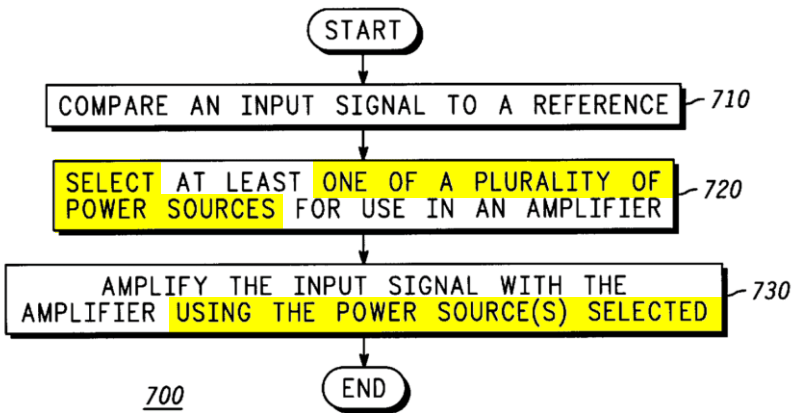 START
COMPARE AN INPUT SIGNAL TO A REFERENCE
710
SELECT AT LEAST ONE OF A PLURALITY OF
POWER SOURCES FOR USE IN AN AMPLIFIER
720
AMPLIFY THE INPUT SIGNAL WITH THE
AMPLIFIER USING THE POWER SOURCE(S) SELECTED
730
END
700